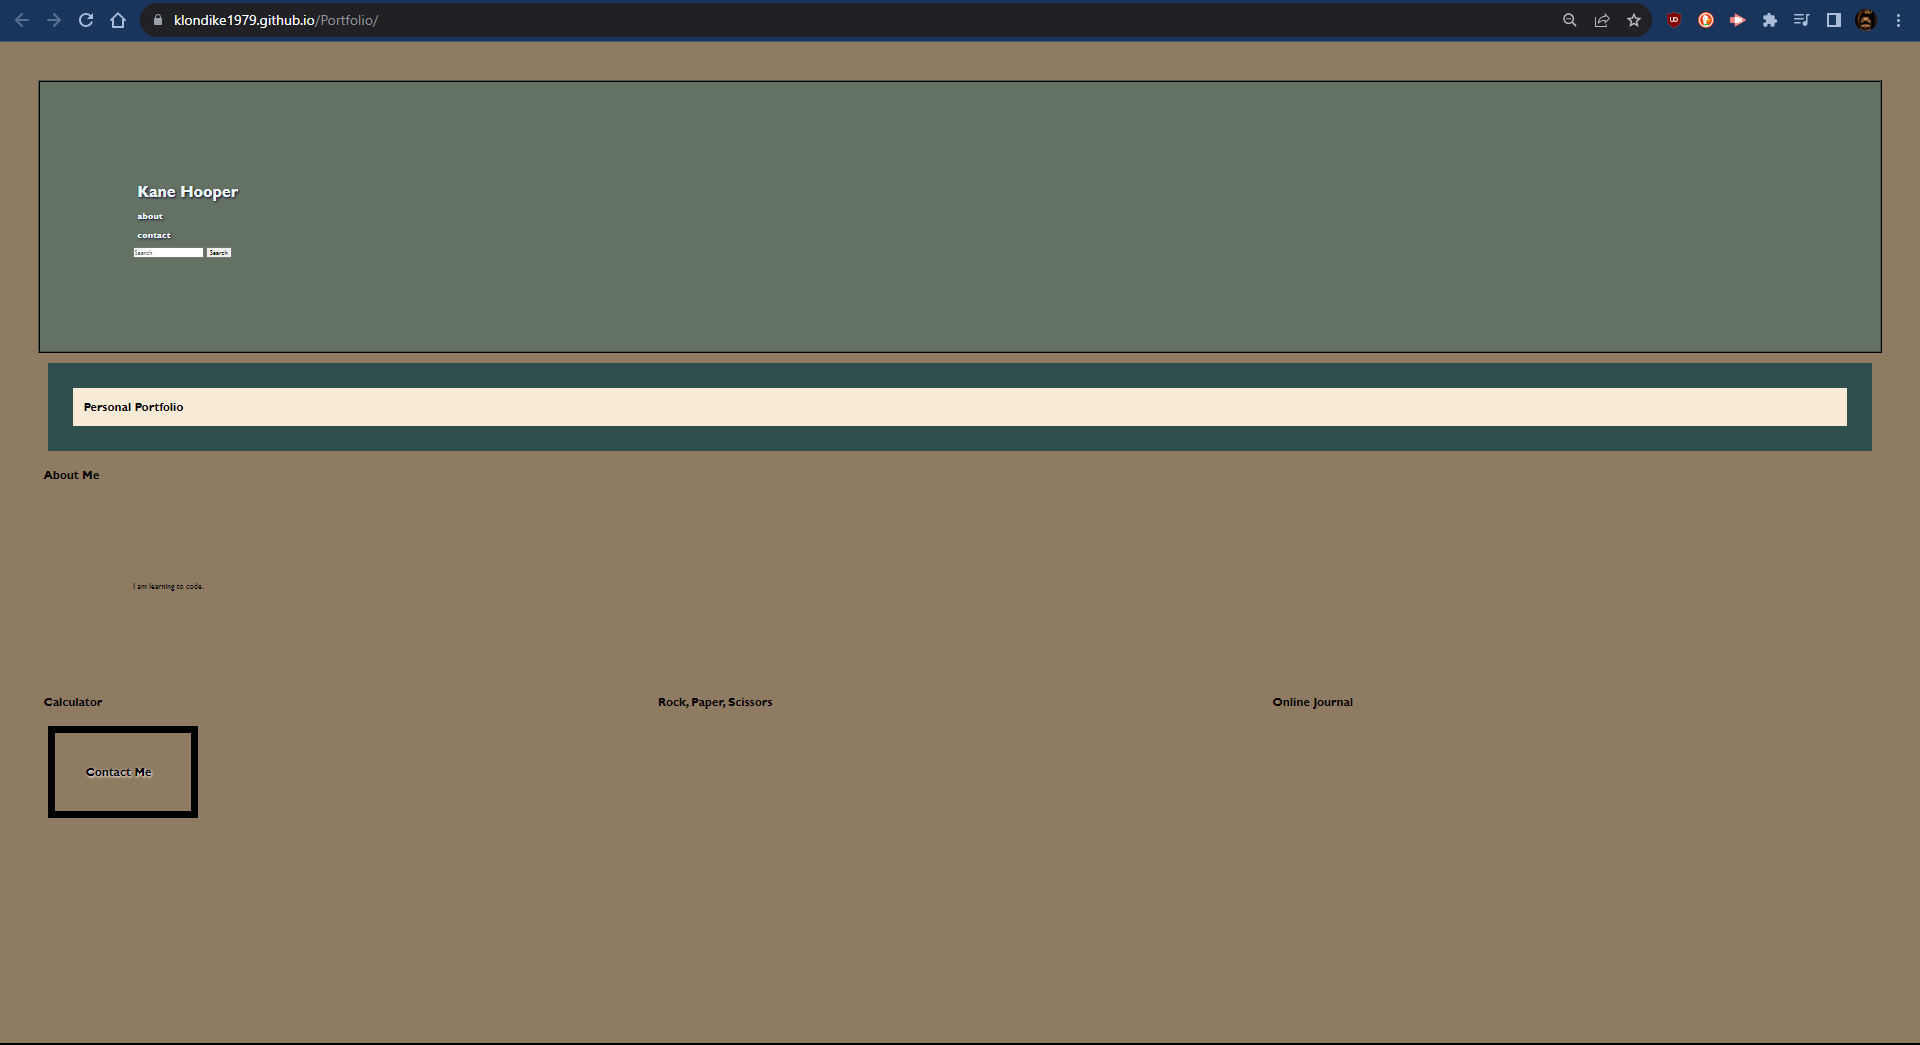 klondike1979.github.io/Portfolio/
Kane Hooper
about
contact
Search Search
Personal Portfolio
About Me
I am learning to code.
Calculator Rock, Paper, Scissors Online Journal
Contact Me